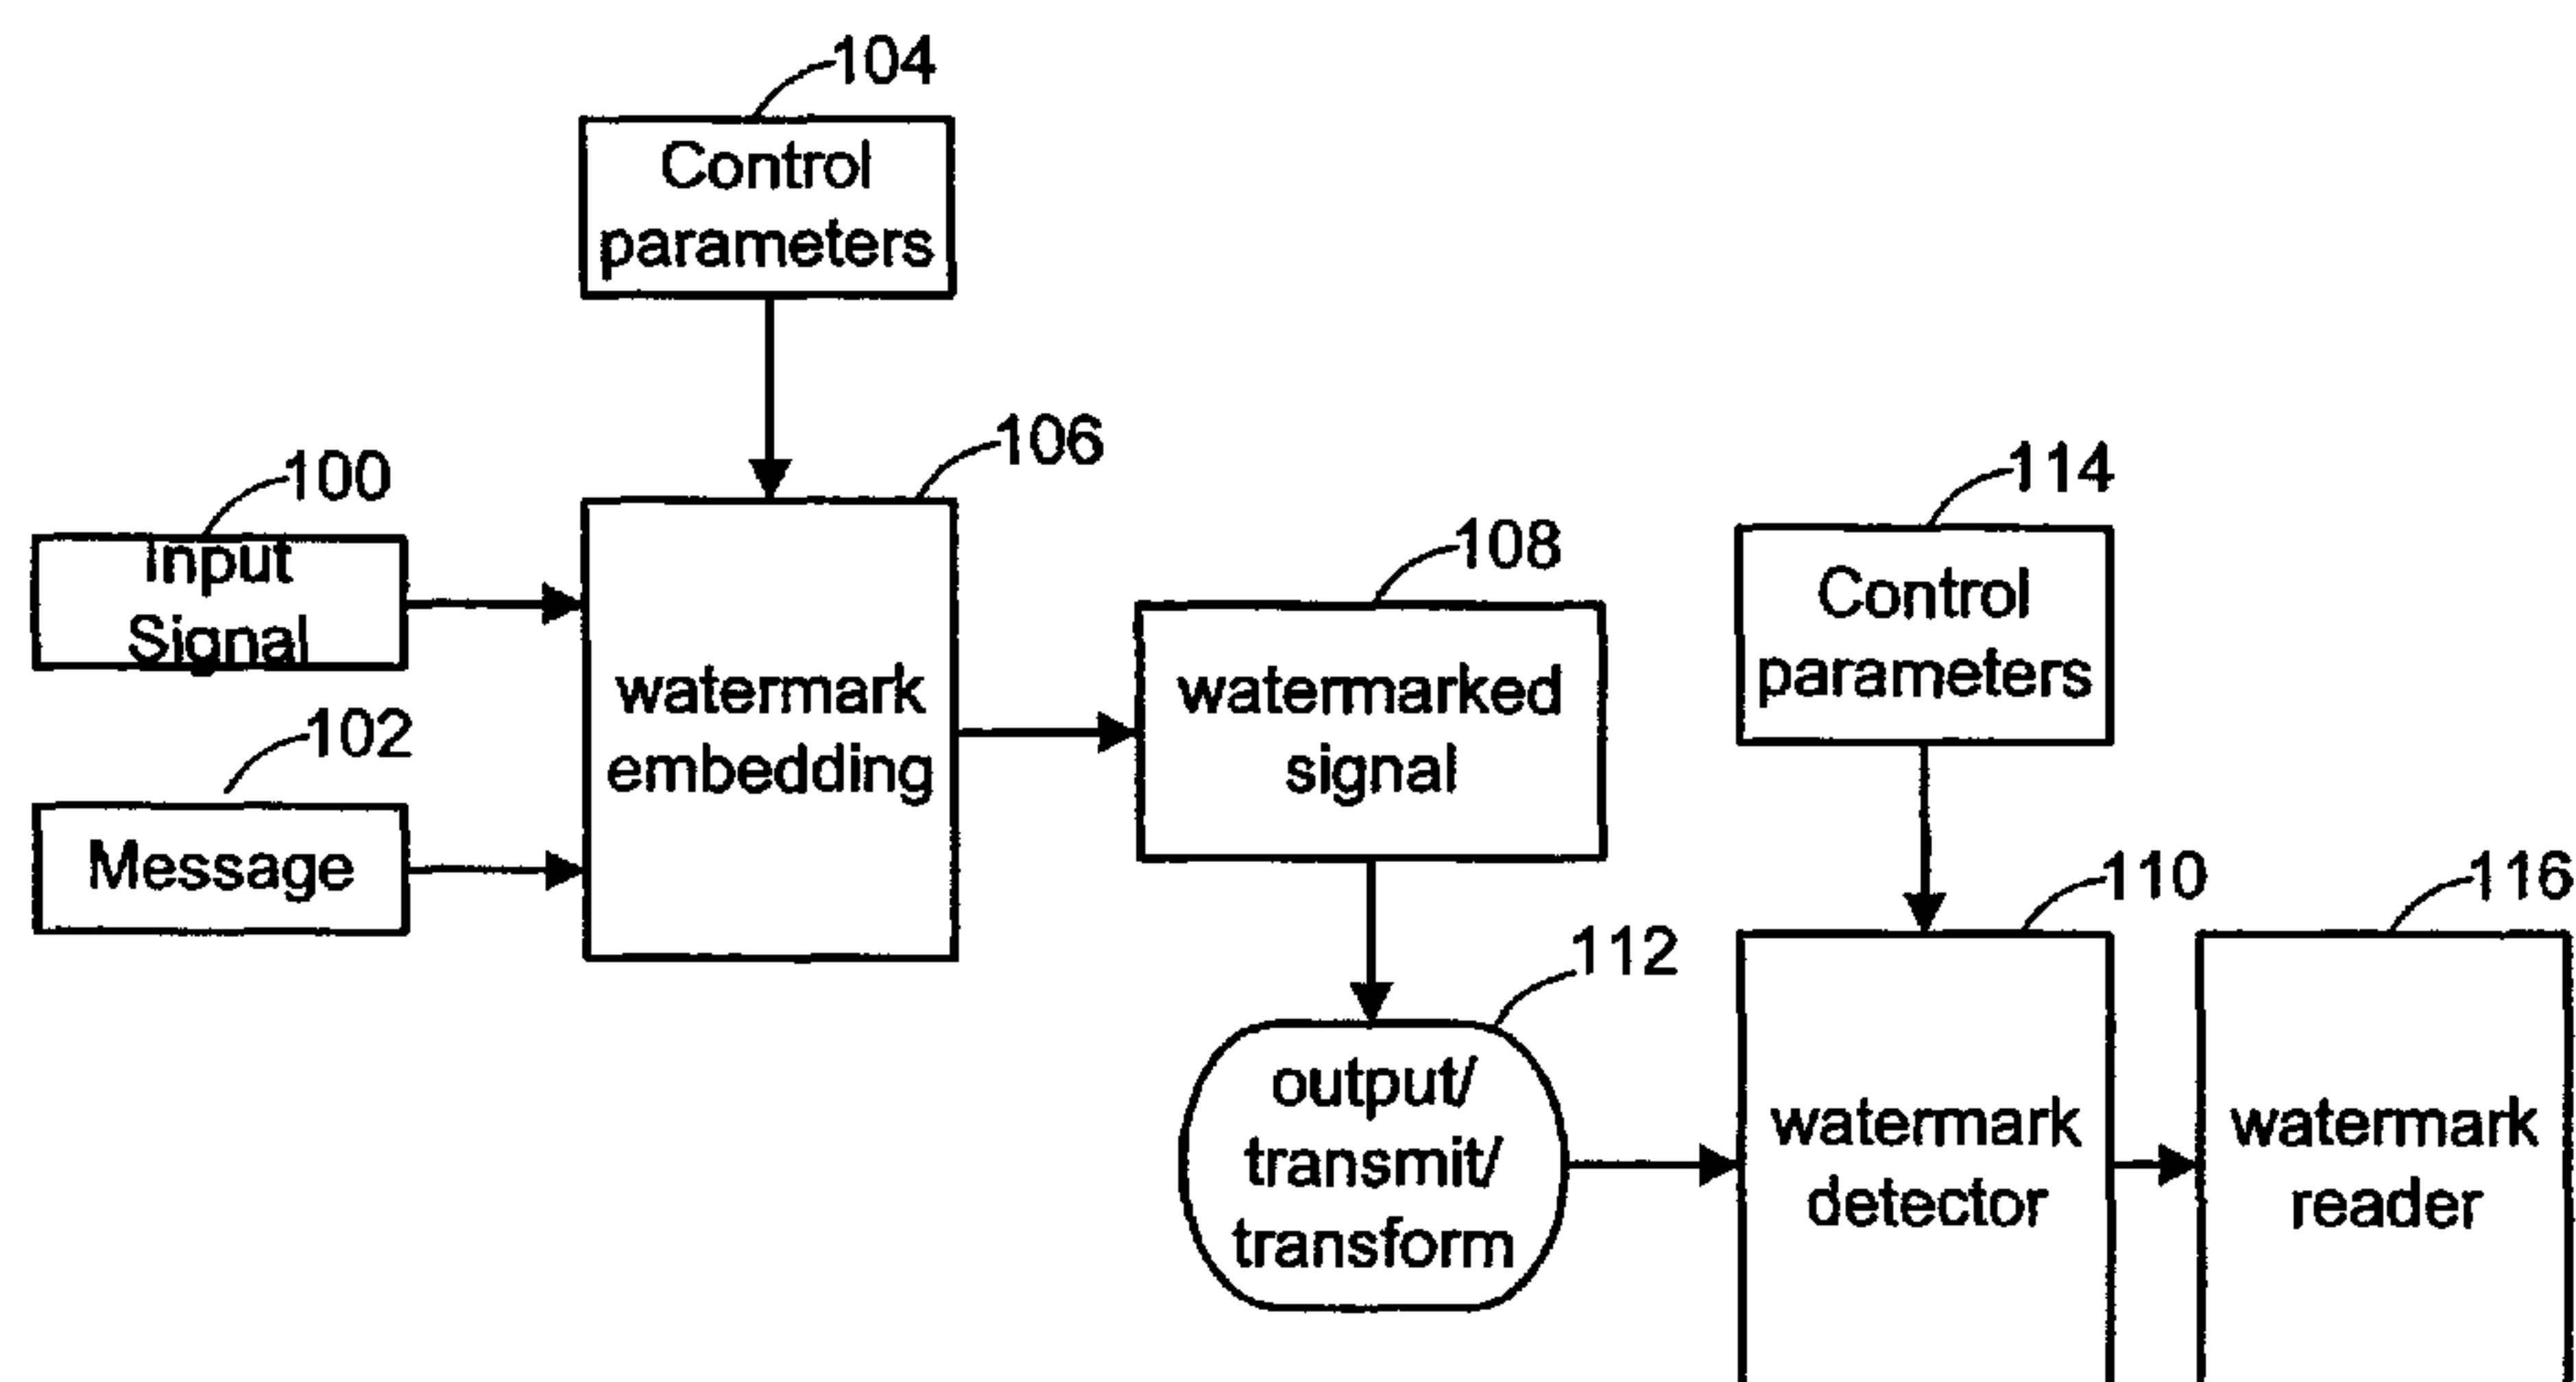 104
Control
parameters
106
100
Input
Signal
102
Message
watermark
embedding
108
watermarked
signal
114
Control
parameters
112
output/
transmit/
transform
110
watermark
detector
116
watermark
reader